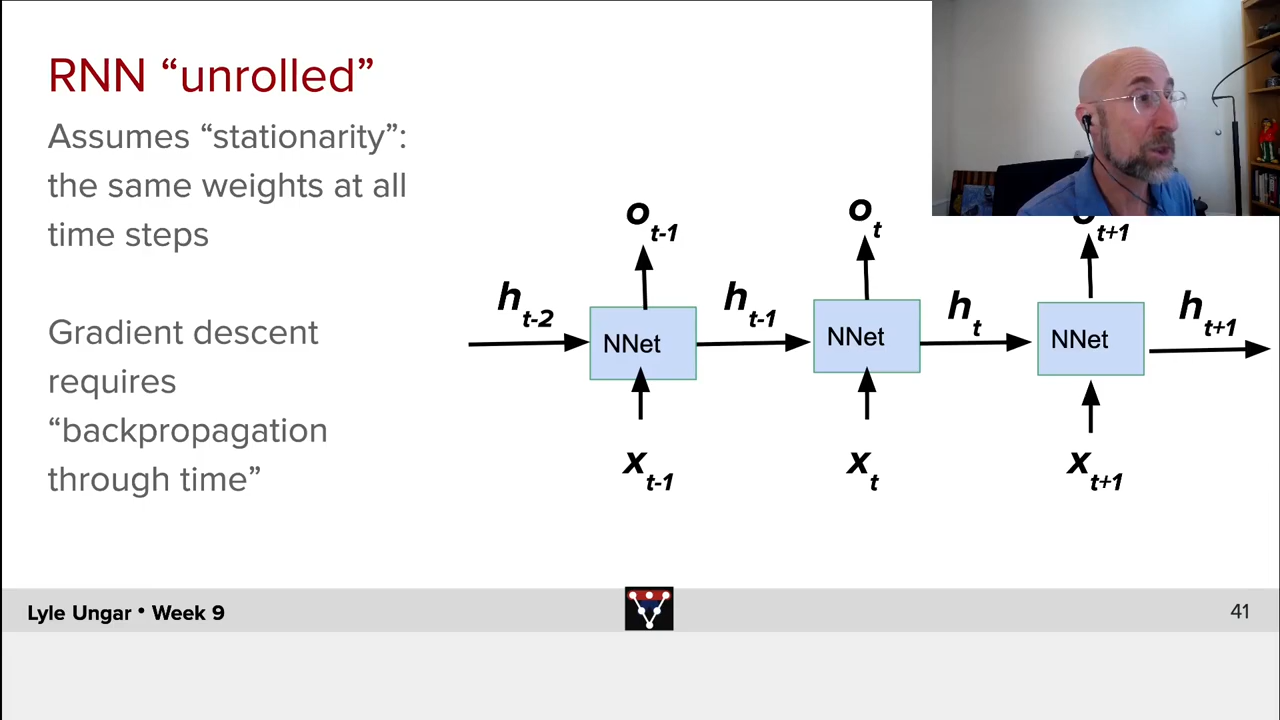 RNN “unrolled”
Assumes “stationarity”:
the same weights at all
time steps
Gradient descent
requires
“backpropagation
through time”
o t-1
o t
o t+1
h t-2
h t-1
h t
h t+1
NNet
NNet
NNet
x t-1
x t
x t+1
Lyle Ungar • Week 9
41